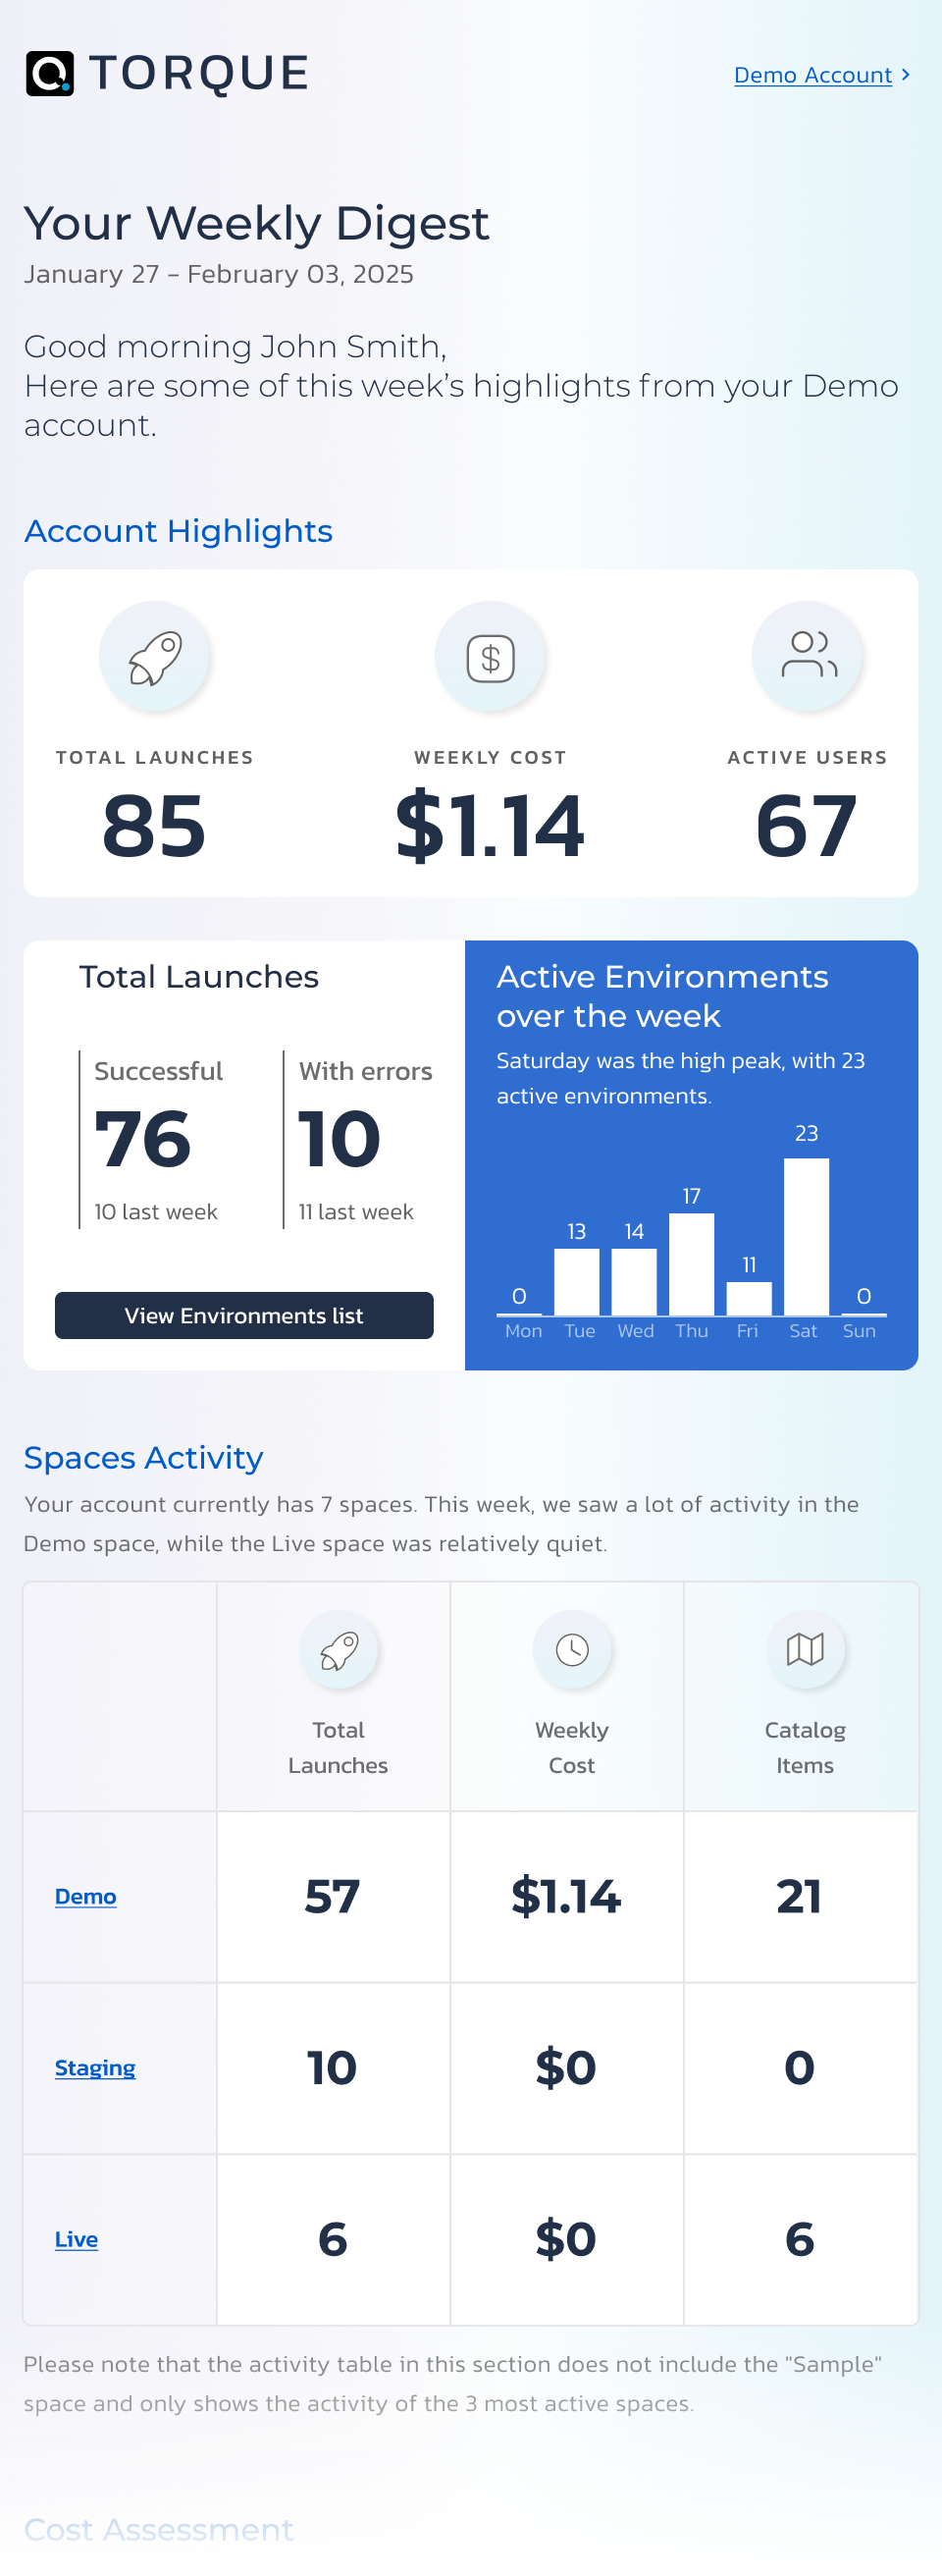 TORQUE
Demo Account ›
Your Weekly Digest
January 27 – February 03, 2025
Good morning John Smith,
Here are some of this week’s highlights from your Demo
account.
Account Highlights
TOTAL LAUNCHES
85
WEEKLY COST
$1.14
ACTIVE USERS
67
Total Launches
Successful
76
10 last week
With errors
10
11 last week
View Environments list
Active Environments
over the week
Saturday was the high peak, with 23
active environments.
0 13 14 17 11 23 0
Mon Tue Wed Thu Fri Sat Sun
Spaces Activity
Your account currently has 7 spaces. This week, we saw a lot of activity in the
Demo space, while the Live space was relatively quiet.
Total
Launches
Weekly
Cost
Catalog
Items
Demo 57 $1.14 21
Staging 10 $0 0
Live 6 $0 6
Please note that the activity table in this section does not include the "Sample"
space and only shows the activity of the 3 most active spaces.
Cost Assessment